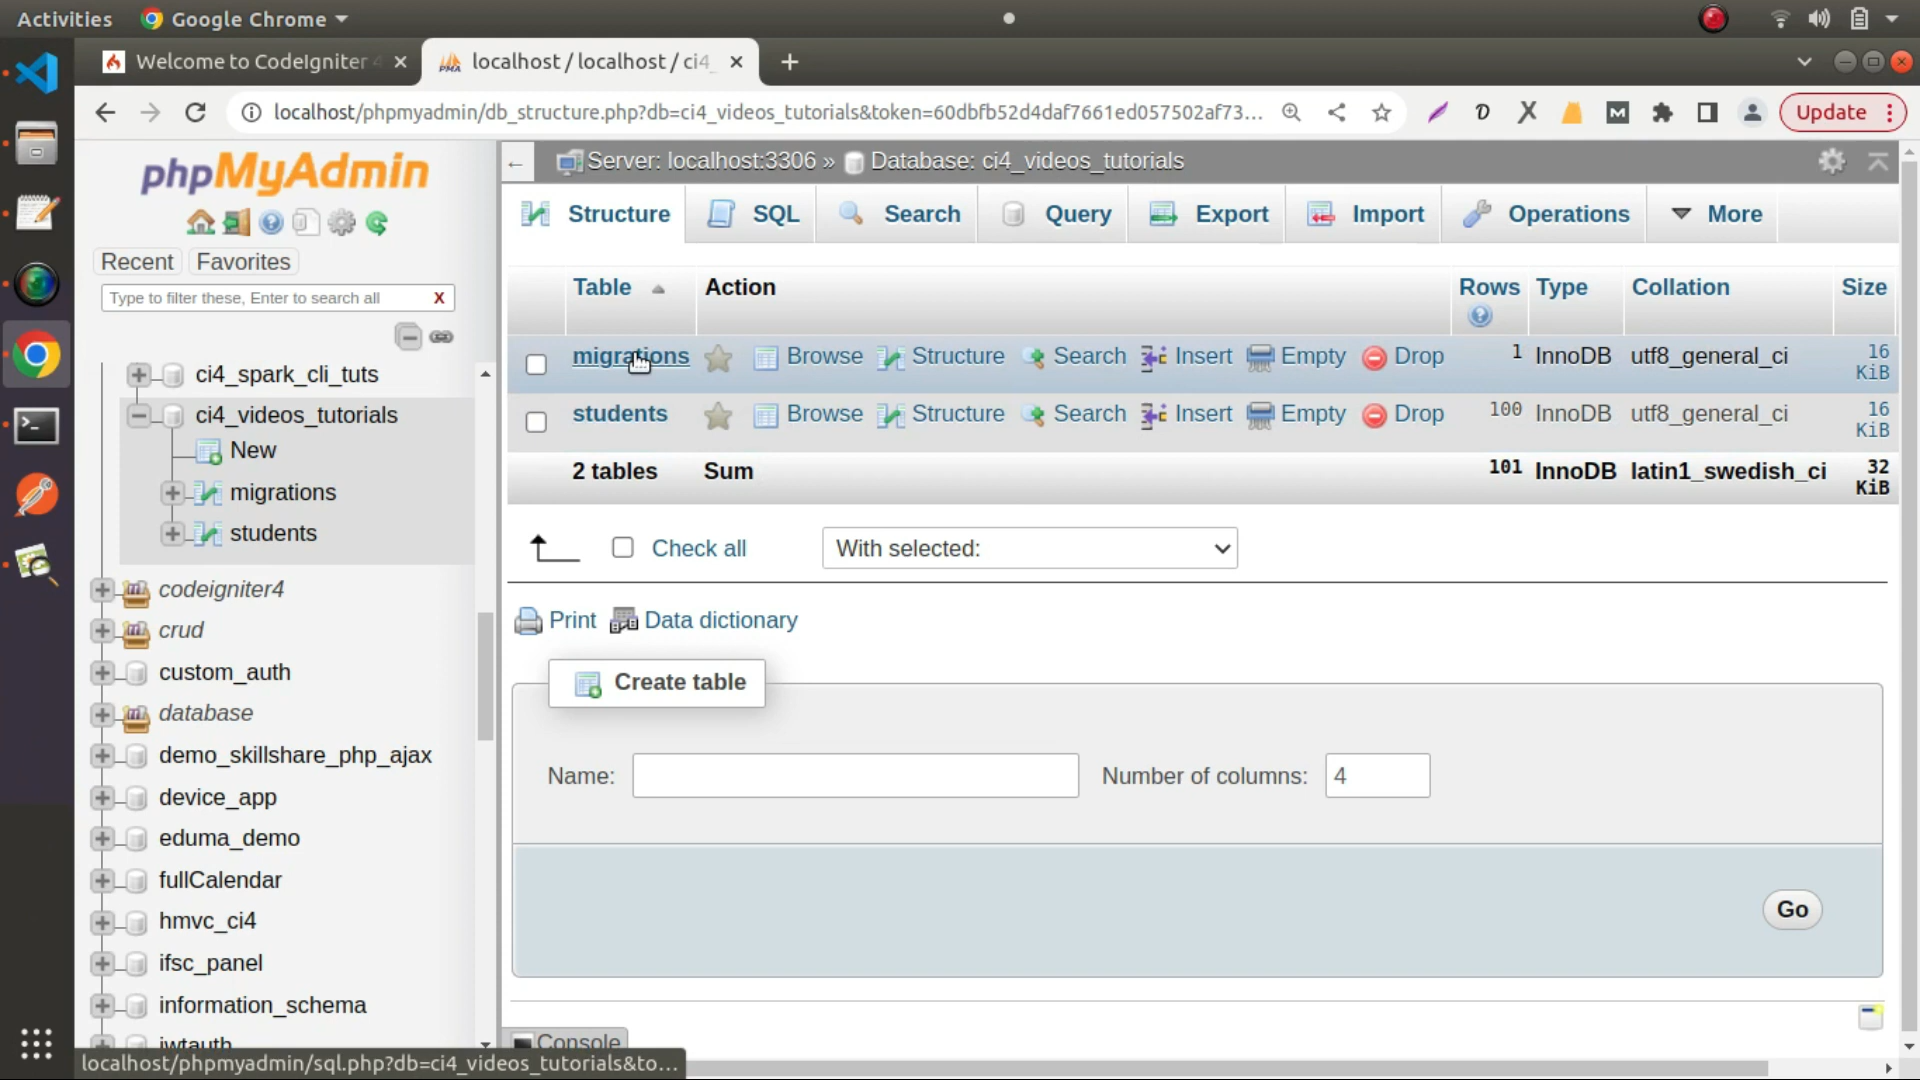 Activities Google Chrome
Welcome to CodeIgniter 4 localhost / localhost / ci4_
localhost/phpmyadmin/db_structure.php?db=ci4_videos_tutorials&token=60dbfb52d4daf7661ed057502af73... Update
phpMyAdmin
Recent Favorites
Type to filter these, Enter to search all X
ci4_spark_cli_tuts
ci4_videos_tutorials
New
migrations
students
codeigniter4
crud
custom_auth
database
demo_skillshare_php_ajax
device_app
eduma_demo
fullCalendar
hmvc_ci4
ifsc_panel
information_schema
iwtauth
Server: localhost:3306 » Database: ci4_videos_tutorials
Structure SQL Search Query Export Import Operations More
Table Action Rows Type Collation Size
migrations Browse Structure Search Insert Empty Drop 1 InnoDB utf8_general_ci 16 KiB
students Browse Structure Search Insert Empty Drop 100 InnoDB utf8_general_ci 16 KiB
2 tables Sum 101 InnoDB latin1_swedish_ci 32 KiB
Check all With selected:
Print Data dictionary
Create table
Name: Number of columns: 4
Go
Console
localhost/phpmyadmin/sql.php?db=ci4_videos_tutorials&to...